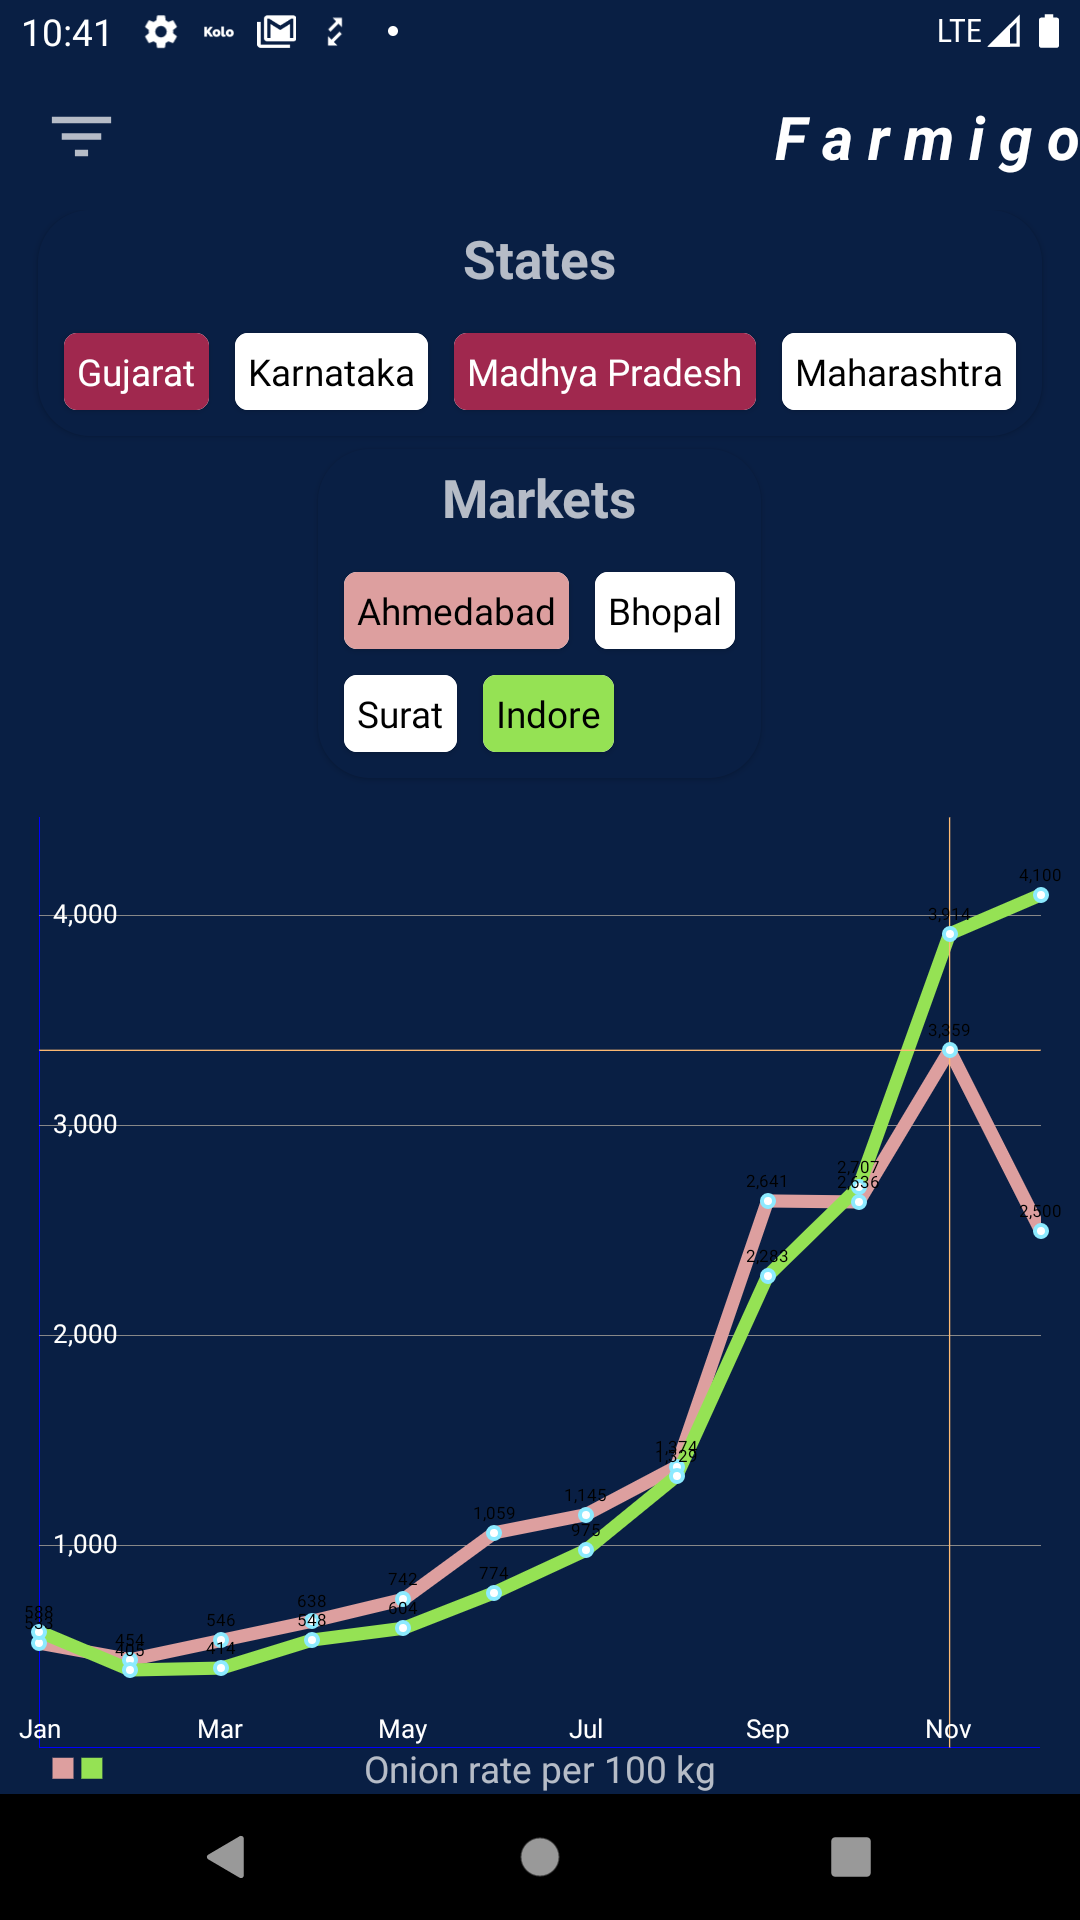 10:41 Kolo LTE
Farmigo
States
Gujarat Karnataka Madhya Pradesh Maharashtra
Markets
Ahmedabad Bhopal
Surat Indore
4,100
4,000 3,914
3,359
3,000
2,707
2,641 2,636
2,500
2,283
2,000
1,374
1,329
1,145
1,059
1,000 975
774
742
638
588 546 548 604
533 454 414
405
Jan Mar May Jul Sep Nov
Onion rate per 100 kg